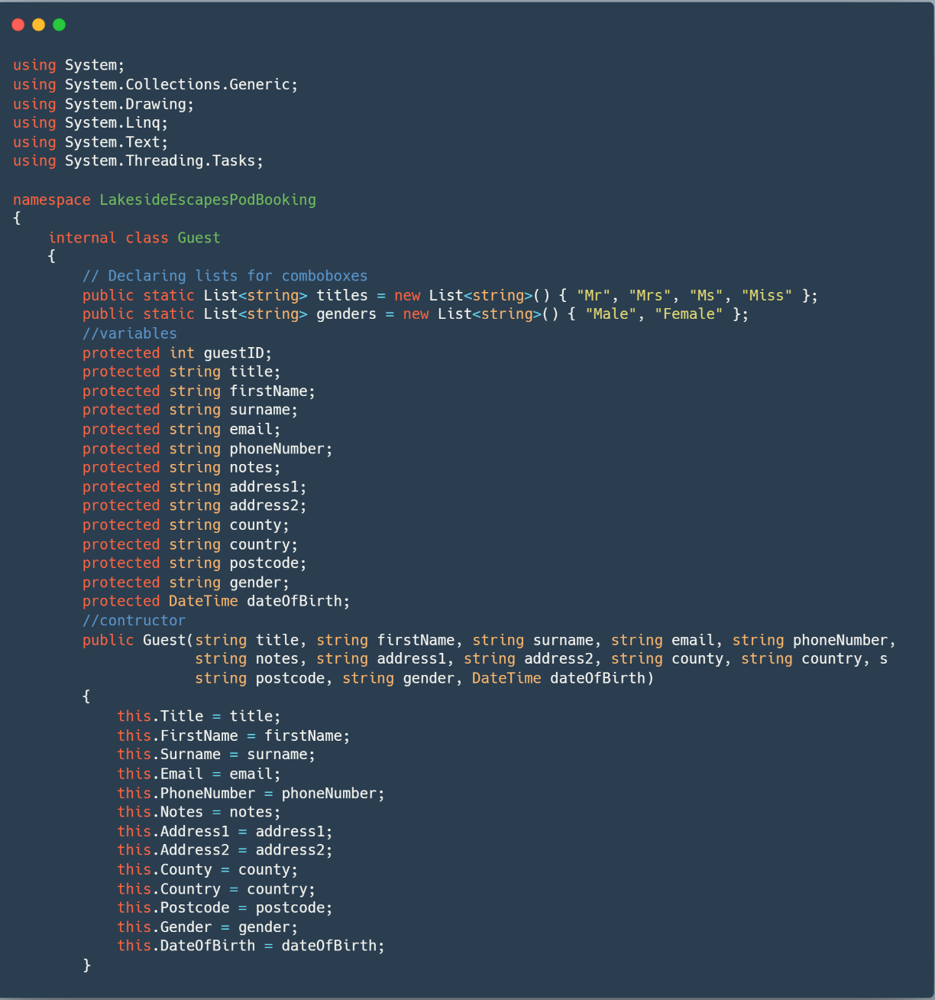 using System;
using System.Collections.Generic;
using System.Drawing;
using System.Linq;
using System.Text;
using System.Threading.Tasks;
namespace LakesideEscapesPodBooking
{
internal class Guest
{
// Declaring lists for comboboxes
public static List<string> titles = new List<string>() { "Mr", "Mrs", "Ms", "Miss" };
public static List<string> genders = new List<string>() { "Male", "Female" };
//variables
protected int guestID;
protected string title;
protected string firstName;
protected string surname;
protected string email;
protected string phoneNumber;
protected string notes;
protected string address1;
protected string address2;
protected string county;
protected string country;
protected string postcode;
protected string gender;
protected DateTime dateOfBirth;
//contructor
public Guest(string title, string firstName, string surname, string email, string phoneNumber,
string notes, string address1, string address2, string county, string country, s
string postcode, string gender, DateTime dateOfBirth)
{
this.Title = title;
this.FirstName = firstName;
this.Surname = surname;
this.Email = email;
this.PhoneNumber = phoneNumber;
this.Notes = notes;
this.Address1 = address1;
this.Address2 = address2;
this.County = county;
this.Country = country;
this.Postcode = postcode;
this.Gender = gender;
this.DateOfBirth = dateOfBirth;
}